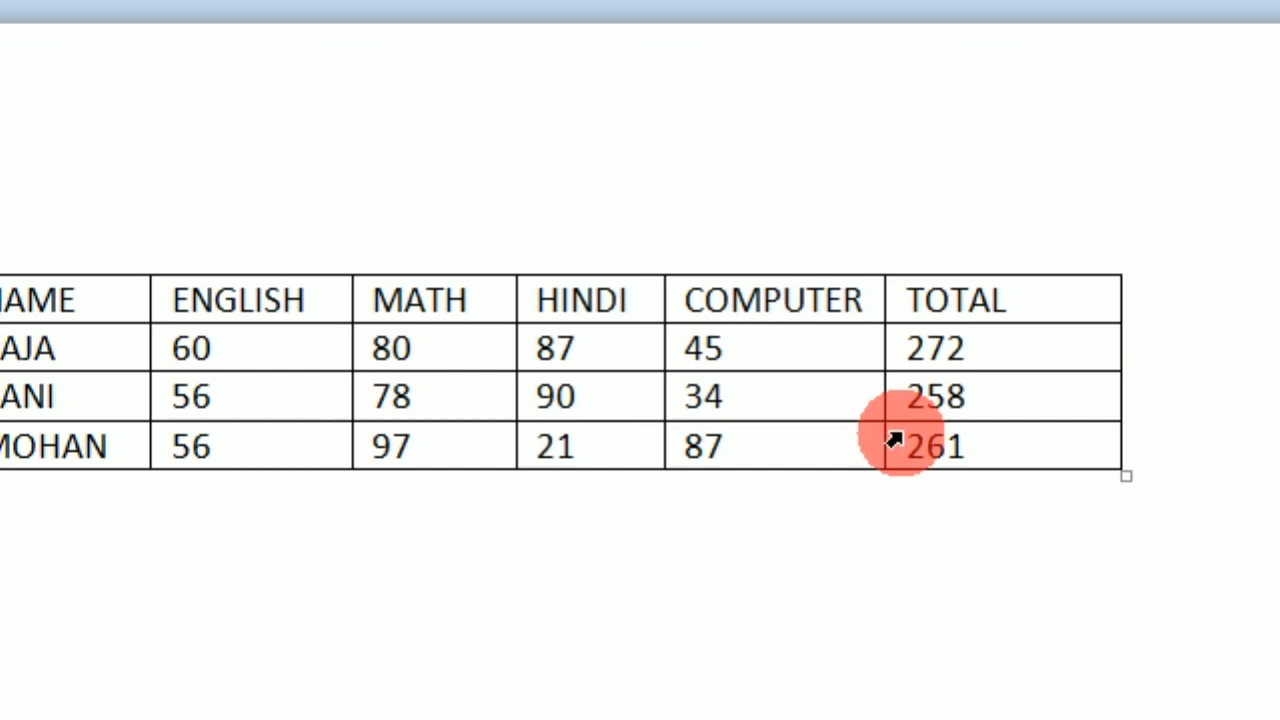 NAME ENGLISH MATH HINDI COMPUTER TOTAL
AJA 60 80 87 45 272
ANI 56 78 90 34 258
MOHAN 56 97 21 87 261